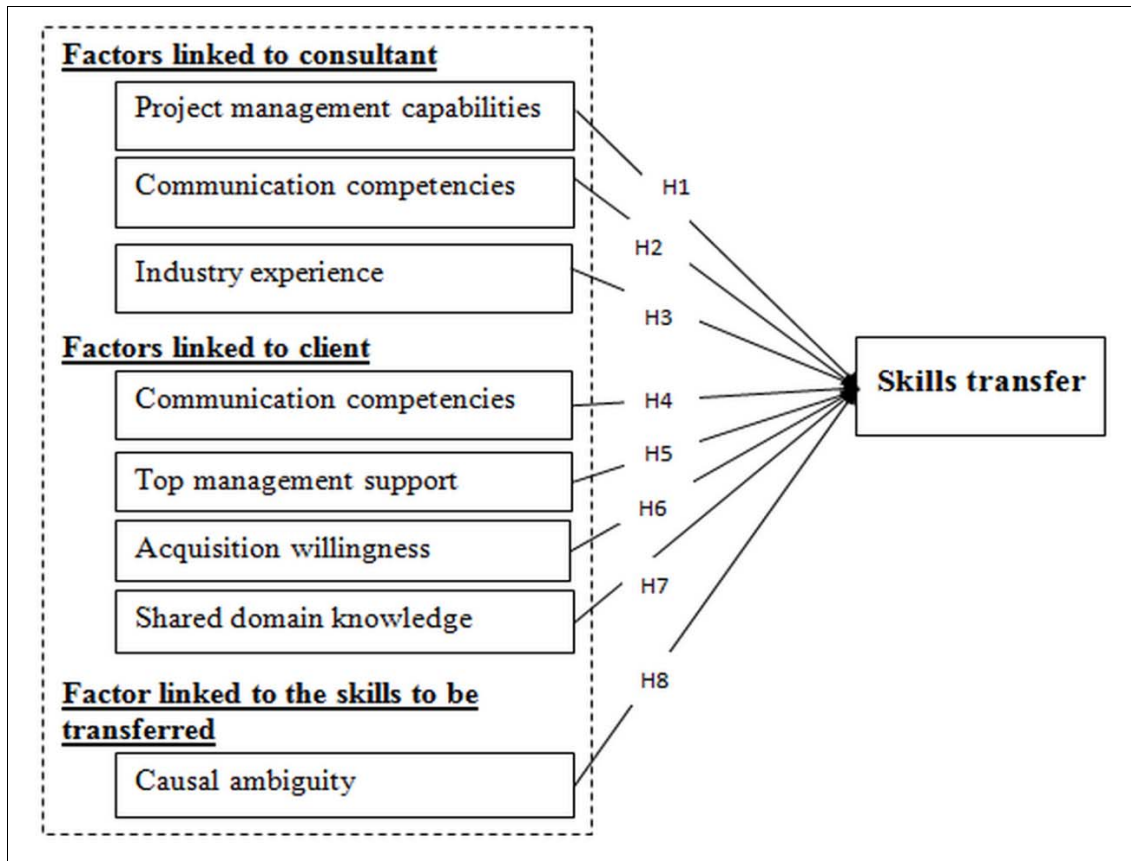 Factors linked to consultant
Project management capabilities
Communication competencies
Industry experience
Factors linked to client
Communication competencies
Top management support
Acquisition willingness
Shared domain knowledge
Factor linked to the skills to be
transferred
Causal ambiguity
H1
H2
H3
H4
H5
H6
H7
H8
Skills transfer